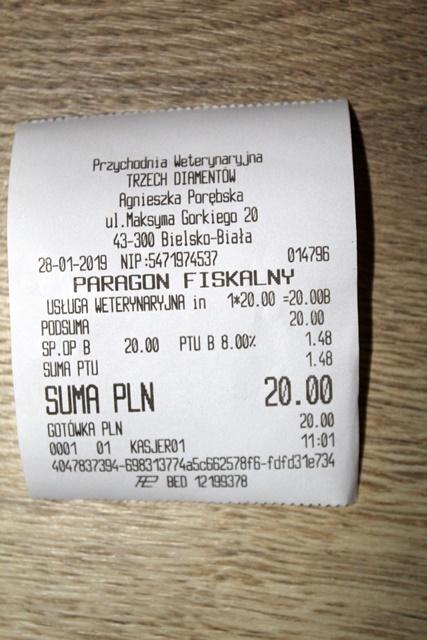 Przychodnia Weterynaryjna
TRZECH DIAMENTÓW
Agnieszka Porębska
ul.Maksyma Gorkiego 20
43-300 Bielsko-Biała
28-01-2019 NIP:5471974537 014796
PARAGON FISKALNY
USŁUGA WETERYNARYJNA in 1*20.00 =20.00B
PODSUMA 20.00
SP.OP B 20.00 PTU B 8.00% 1.48
SUMA PTU 1.48
SUMA PLN 20.00
GOTÓWKA PLN 20.00
0001 01 KASJER01 11:01
4047837394-698313774a5c662578f6-fdfd31e734
BED 12199378